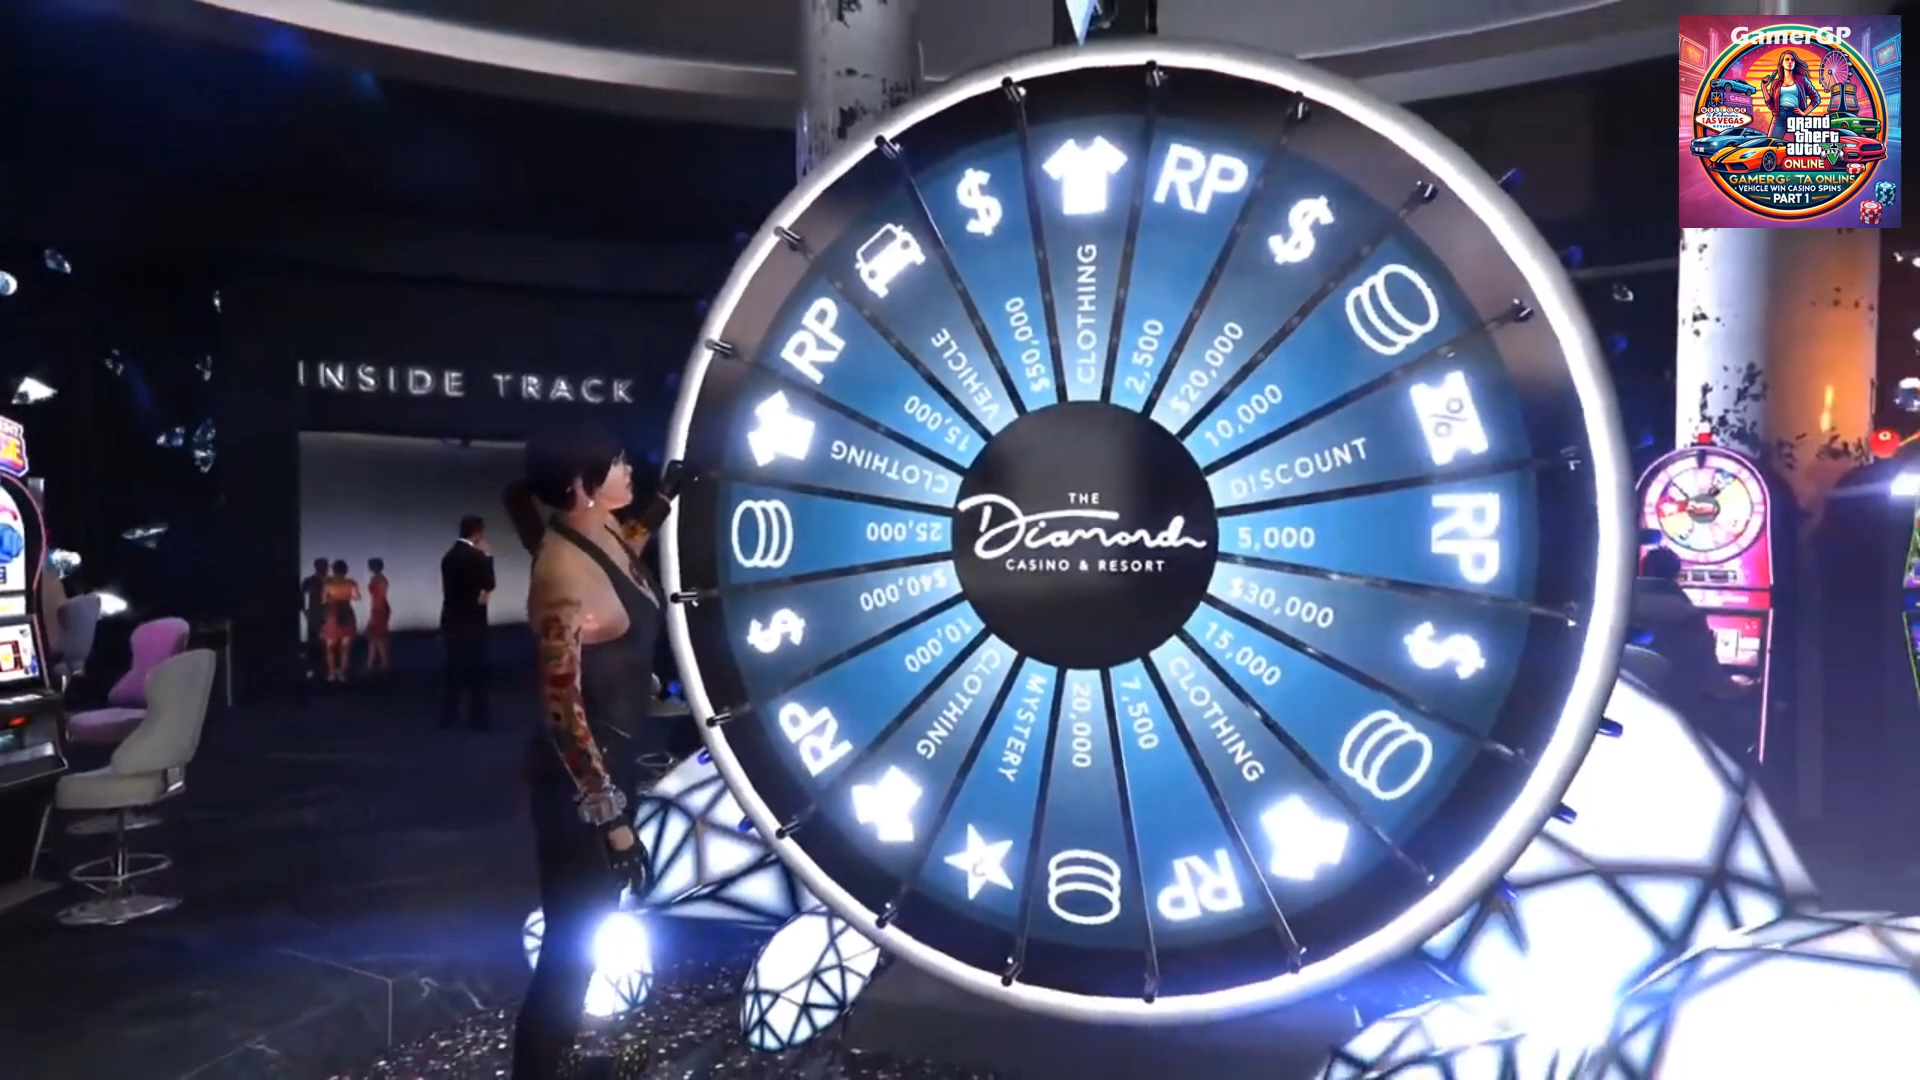 GamerGP
WELCOME
LAS VEGAS
grand
theft
auto
ONLINE
VEHICLE WIN CASINO SPINS
PART 1
INSIDE TRACK
CLOTHING
RP
2,500
$
$20,000
10,000
%
DISCOUNT
RP
5,000
$
$30,000
15,000
CLOTHING
RP
7,500
20,000
MYSTERY
?
CLOTHING
RP
10,000
$
$40,000
25,000
CLOTHING
RP
15,000
VEHICLE
$
$50,000
THE
Diamond
CASINO & RESORT